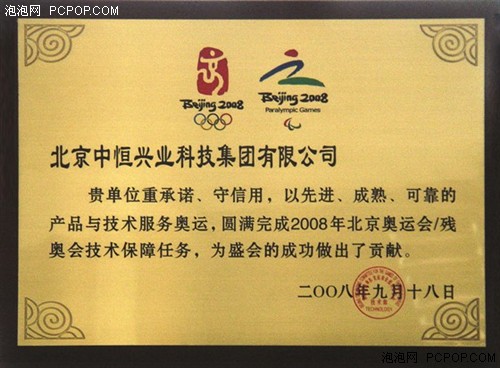 泡泡网 PCPOP.COM
Beijing 2008
Beijing 2008
Paralympic Games
北京中恒兴业科技集团有限公司
贵单位重承诺、守信用，以先进、成熟、可靠的
产品与技术服务奥运，圆满完成2008年北京奥运会/残
奥会技术保障任务，为盛会的成功做出了贡献。
二〇〇八年九月十八日
TECHNOLOGY
泡泡网 PCPOP.COM